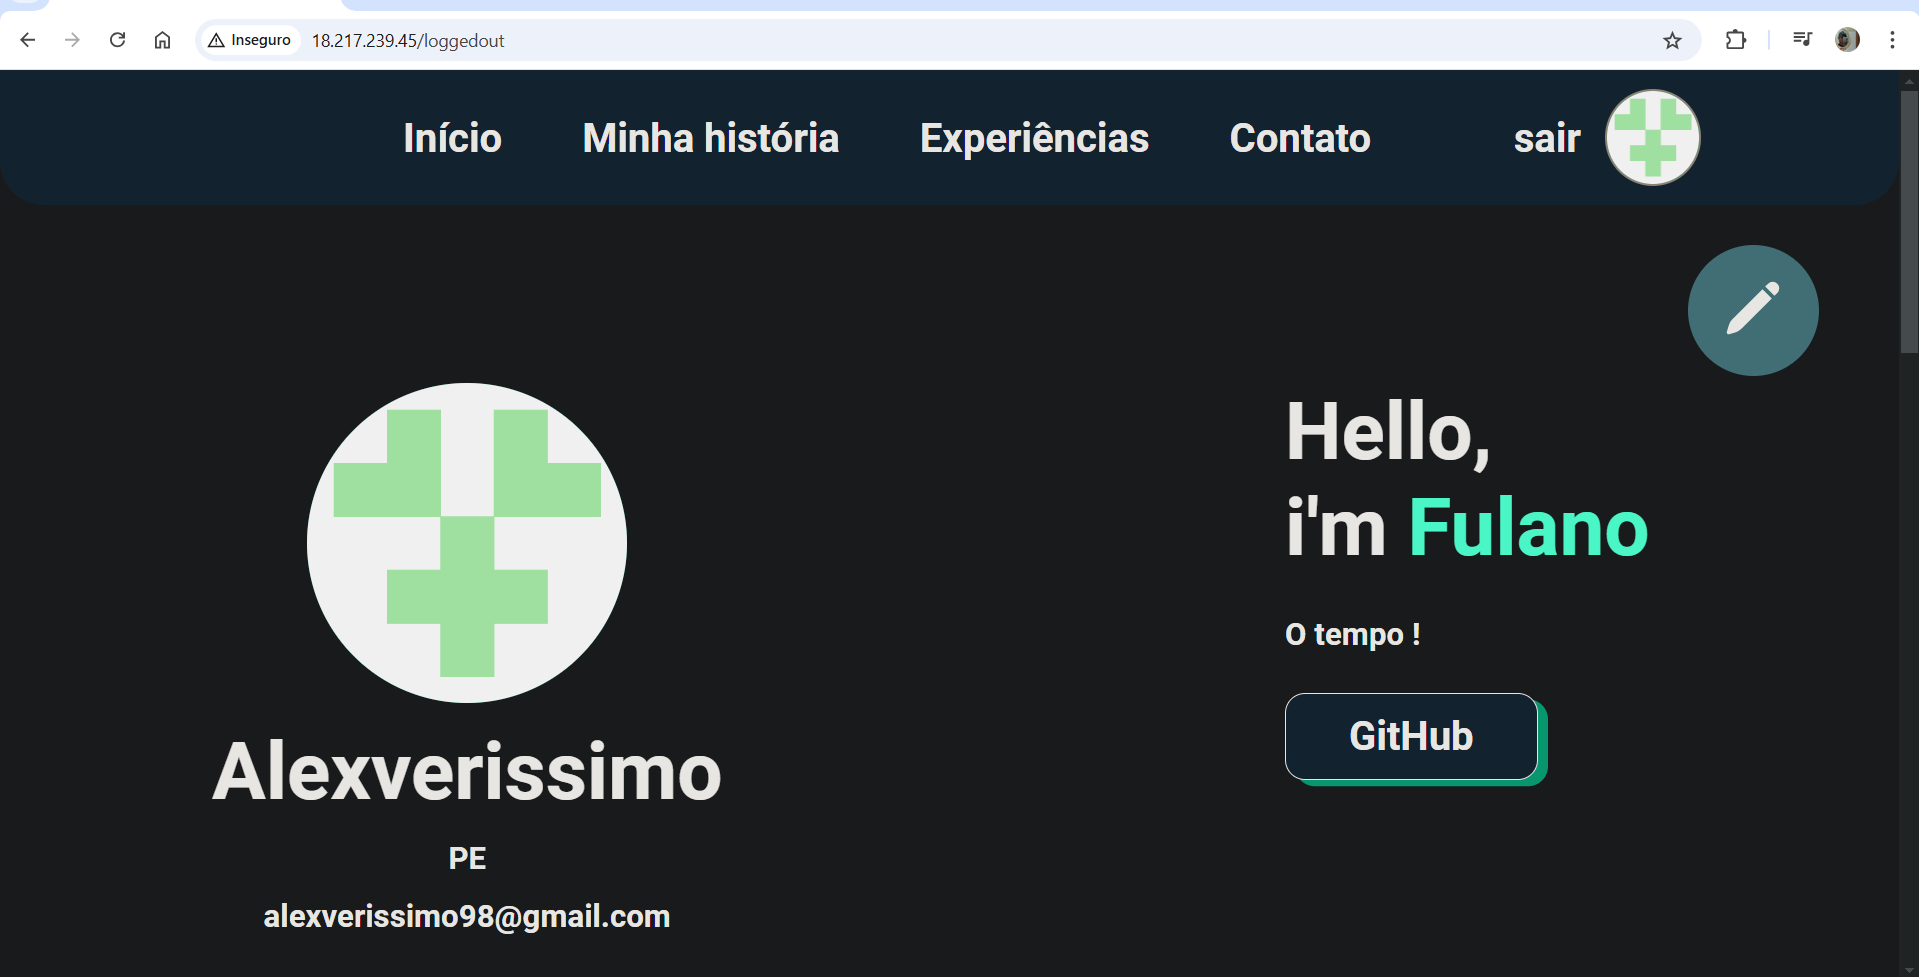 Inseguro 18.217.239.45/loggedout
Início Minha história Experiências Contato sair
Hello,
i'm Fulano
O tempo !
GitHub
Alexverissimo
PE
alexverissimo98@gmail.com